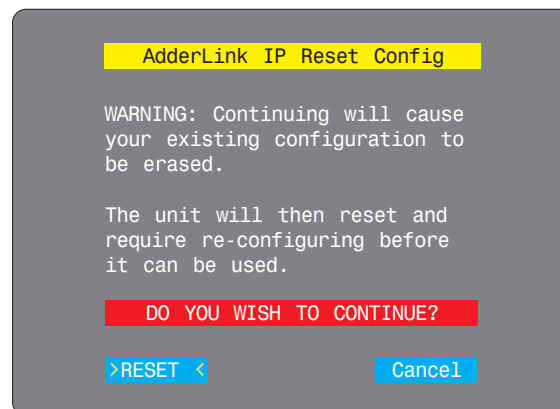 AdderLink IP Reset Config
WARNING: Continuing will cause
your existing configuration to
be erased.
The unit will then reset and
require re-configuring before
it can be used.
DO YOU WISH TO CONTINUE?
>RESET < Cancel